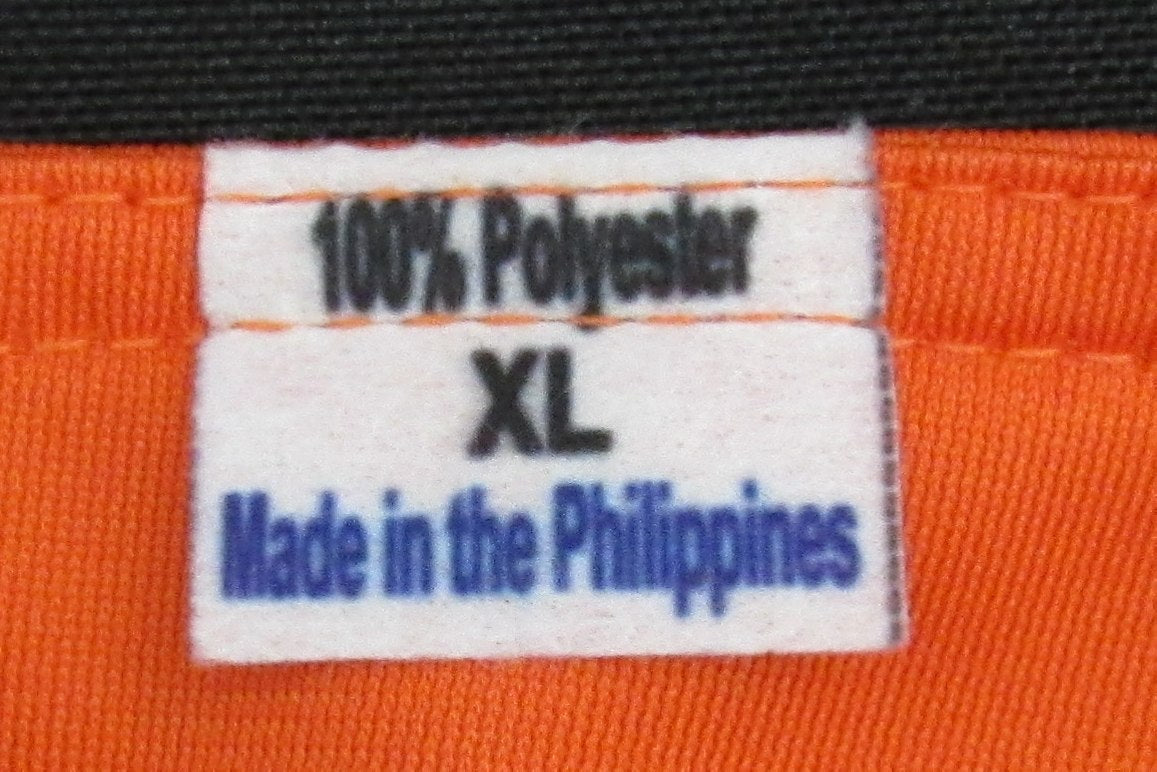 100% Polyester
XL
Made in the Philippines